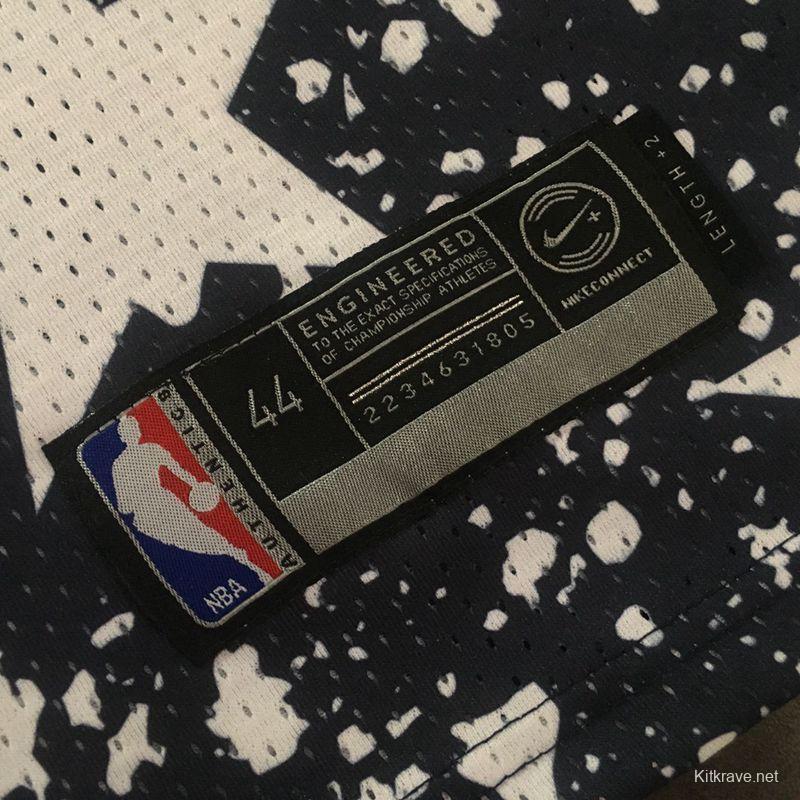 ENGINEERED
TO THE EXACT SPECIFICATIONS
OF CHAMPIONSHIP ATHLETES
2234631805
44
NIKECONNECT
LENGTH +2
AUTHENTICS
NBA
Kitkrave.net